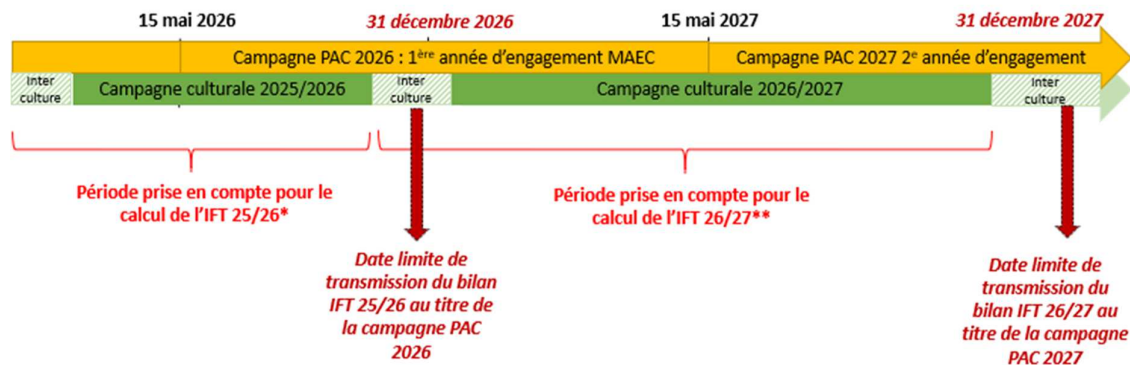 15 mai 2026
31 décembre 2026
15 mai 2027
31 décembre 2027
Campagne PAC 2026 : 1ère année d’engagement MAEC
Campagne PAC 2027 2e année d’engagement
Inter
culture
Campagne culturale 2025/2026
Inter
culture
Campagne culturale 2026/2027
Inter
culture
Période prise en compte pour le
calcul de l’IFT 25/26*
Période prise en compte pour le
calcul de l’IFT 26/27**
Date limite de
transmission du bilan
IFT 25/26 au titre de
la campagne PAC
2026
Date limite de
transmission du
bilan IFT 26/27 au
titre de la campagne
PAC 2027